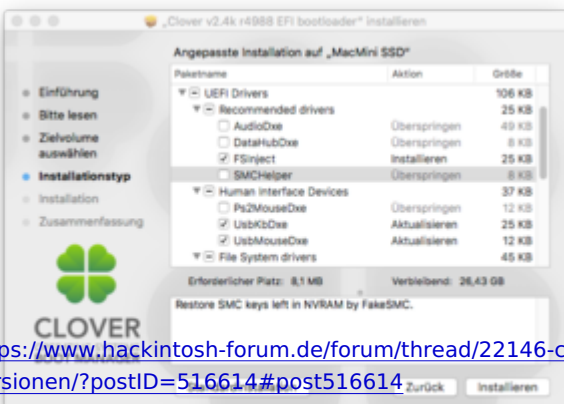 „Clover v2.4k r4988 EFI bootloader“ installieren
Angepasste Installation auf „MacMini SSD“
Paketname Aktion Größe
Einführung
Bitte lesen
Zielvolume
auswählen
Installationstyp
Installation
Zusammenfassung
UEFI Drivers 106 KB
Recommended drivers 25 KB
AudioDxe Überspringen 49 KB
DataHubDxe Überspringen 8 KB
FSInject Installieren 25 KB
SMCHelper Überspringen 8 KB
Human Interface Devices 37 KB
Ps2MouseDxe Überspringen 12 KB
UsbKbDxe Aktualisieren 25 KB
UsbMouseDxe Aktualisieren 12 KB
File System drivers 45 KB
Erforderlicher Platz: 8,1 MB Verbleibend: 26,43 GB
Restore SMC keys left in NVRAM by FakeSMC.
CLOVER
ps://www.hackintosh-forum.de/forum/thread/22146-c
rsionen/?postID=516614#post516614
Zurück Installieren